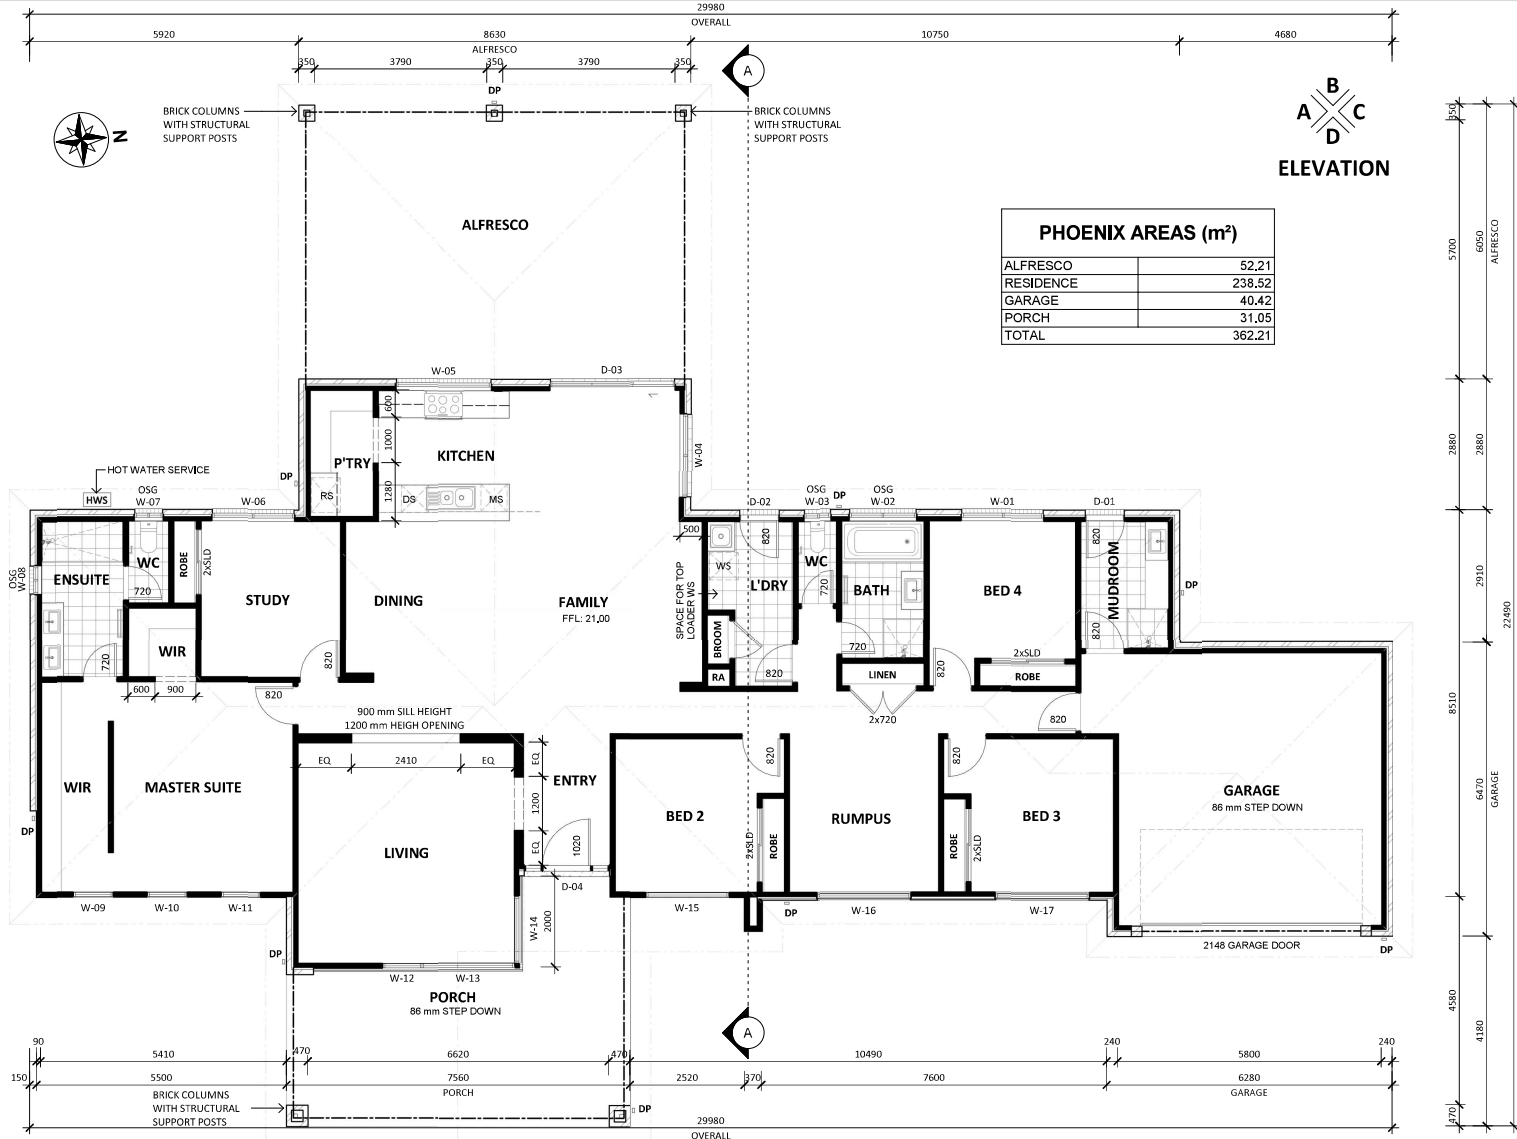 29980
OVERALL
5920
8630
10750
4680
ALFRESCO
350
3790
350
3790
350
A
DP
BRICK COLUMNS
WITH STRUCTURAL
SUPPORT POSTS
BRICK COLUMNS
WITH STRUCTURAL
SUPPORT POSTS
N
B
A
C
D
ELEVATION
ALFRESCO
PHOENIX AREAS (m²)
ALFRESCO 52.21
RESIDENCE 238.52
GARAGE 40.42
PORCH 31.05
TOTAL 362.21
350
5700
6050
ALFRESCO
2880
2880
2910
22490
8510
6470
GARAGE
4580
4180
470
W-05
D-03
600
1000
1280
KITCHEN
P'TRY
RS
DS
MS
W-04
HOT WATER SERVICE
HWS
DP
OSG
W-07
W-06
OSG
W-08
ENSUITE
WC
720
ROBE
2xSLD
STUDY
DINING
FAMILY
FFL: 21.00
500
SPACE FOR TOP
LOADER WS
D-02
820
OSG
W-03
DP
OSG
W-02
W-01
D-01
820
WS
L'DRY
WC
720
BATH
BED 4
MUDROOM
DP
BROOM
RA
820
720
LINEN
2x720
820
2xSLD
ROBE
820
820
WIR
720
600
900
820
820
900 mm SILL HEIGHT
1200 mm HEIGH OPENING
EQ
2410
EQ
EQ
1200
EQ
ENTRY
1020
D-04
WIR
MASTER SUITE
LIVING
DP
W-09
W-10
W-11
DP
W-12
W-13
W-14
2000
BED 2
820
2xSLD
ROBE
W-15
DP
RUMPUS
W-16
820
ROBE
2xSLD
BED 3
W-17
GARAGE
86 mm STEP DOWN
2148 GARAGE DOOR
DP
PORCH
86 mm STEP DOWN
A
90
5410
470
6620
470
10490
240
5800
240
150
5500
7560
2520
370
7600
6280
PORCH
GARAGE
BRICK COLUMNS
WITH STRUCTURAL
SUPPORT POSTS
DP
29980
OVERALL